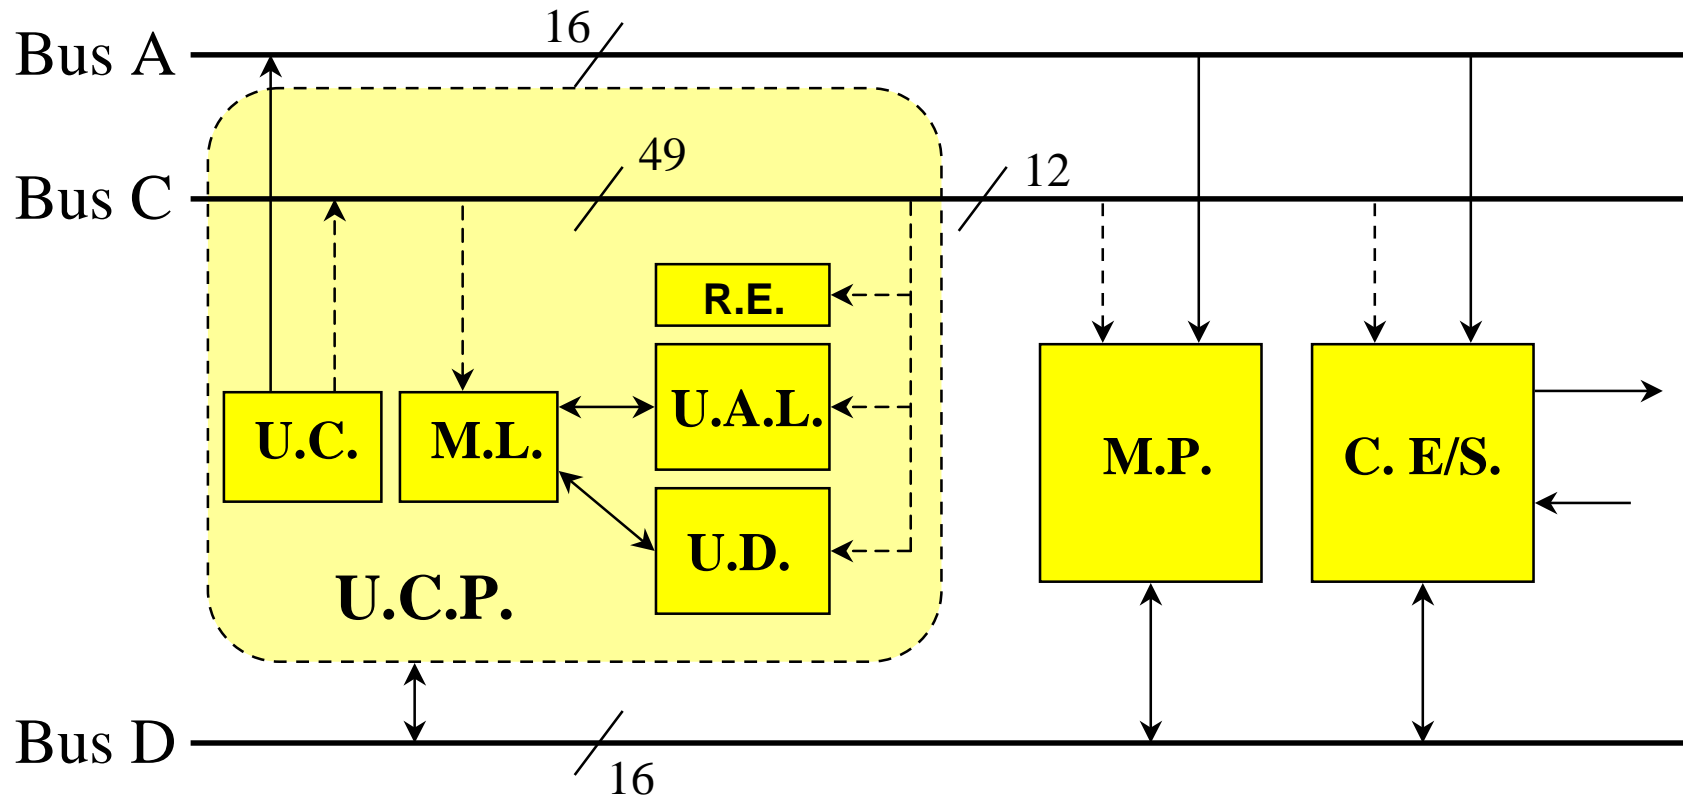 16
Bus A
49
12
Bus C
R.E.
U.A.L.
U.C.
M.L.
M.P.
C. E/S.
U.D.
U.C.P.
Bus D
16